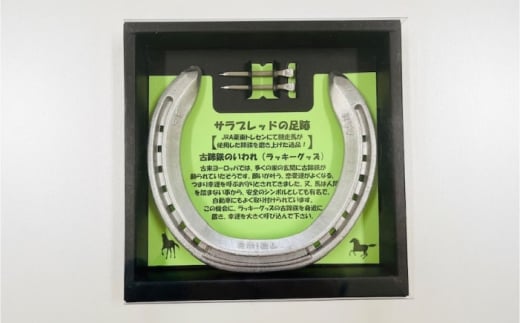 サラブレッドの足跡
JRA栗東トレセンにて競走馬が
使用した蹄鉄を磨き上げた逸品！
古蹄鉄のいわれ（ラッキーグッズ）
古来ヨーロッパでは、多くの家の玄関に古蹄鉄が
飾られていたそうです。願いが叶う、恋愛運がよくなる、
つまり幸運を呼ぶお守りとされてきました。又、馬は人間
を踏まない事から、安全のシンボルとしても有名で、
自動車にもよく取り付けられています。
この機会に、ラッキーグッズの古蹄鉄を身近に
置き、幸運を大きく呼び込んで下さい。